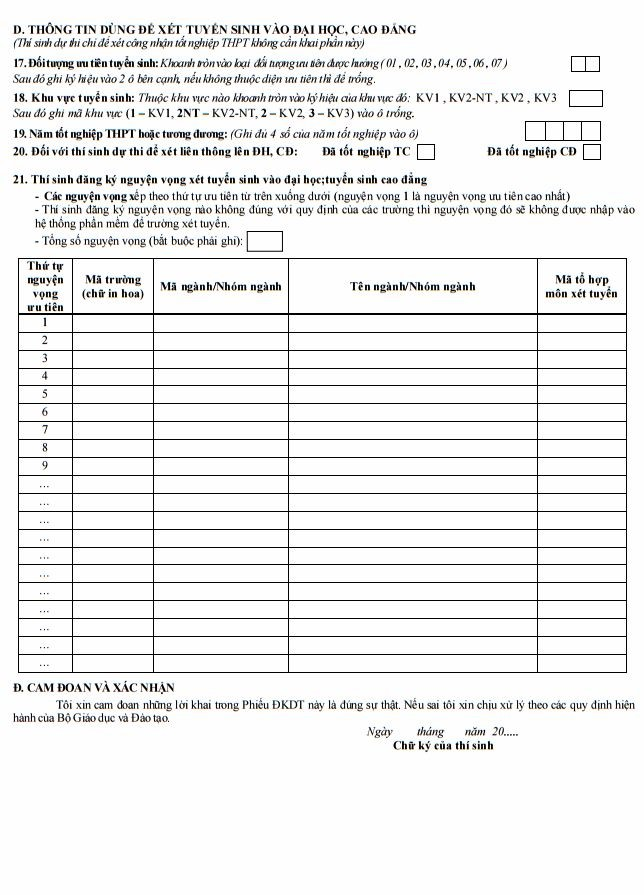 D. THÔNG TIN DÙNG ĐỂ XÉT TUYỂN SINH VÀO ĐẠI HỌC, CAO ĐẲNG
(Thí sinh dự thi chỉ để xét công nhận tốt nghiệp THPT không cần khai phần này)
17. Đối tượng ưu tiên tuyển sinh: Khoanh tròn vào loại đối tượng ưu tiên được hưởng ( 01 , 02, 03 , 04, 05 , 06, 07 )
Sau đó ghi ký hiệu vào 2 ô bên cạnh, nếu không thuộc diện ưu tiên thì để trống.
18. Khu vực tuyển sinh: Thuộc khu vực nào khoanh tròn vào ký hiệu của khu vực đó: KV1 , KV2-NT , KV2 , KV3
Sau đó ghi mã khu vực (1 – KV1, 2NT – KV2-NT, 2 – KV2, 3 – KV3) vào ô trống.
19. Năm tốt nghiệp THPT hoặc tương đương: (Ghi đủ 4 số của năm tốt nghiệp vào ô)
20. Đối với thí sinh dự thi để xét liên thông lên ĐH, CĐ: Đã tốt nghiệp TC Đã tốt nghiệp CĐ
21. Thí sinh đăng ký nguyện vọng xét tuyển sinh vào đại học;tuyển sinh cao đẳng
- Các nguyện vọng xếp theo thứ tự ưu tiên từ trên xuống dưới (nguyện vọng 1 là nguyện vọng ưu tiên cao nhất)
- Thí sinh đăng ký nguyện vọng nào không đúng với quy định của các trường thì nguyện vọng đó sẽ không được nhập vào
hệ thống phần mềm để trường xét tuyển.
- Tổng số nguyện vọng (bắt buộc phải ghi):
Thứ tự
nguyện
vọng
ưu tiên
Mã trường
(chữ in hoa)
Mã ngành/Nhóm ngành
Tên ngành/Nhóm ngành
Mã tổ hợp
môn xét tuyển
1
2
3
4
5
6
7
8
9
...
...
...
...
...
...
...
...
...
...
...
Đ. CAM ĐOAN VÀ XÁC NHẬN
Tôi xin cam đoan những lời khai trong Phiếu ĐKDT này là đúng sự thật. Nếu sai tôi xin chịu xử lý theo các quy định hiện
hành của Bộ Giáo dục và Đào tạo.
Ngày tháng năm 20.....
Chữ ký của thí sinh